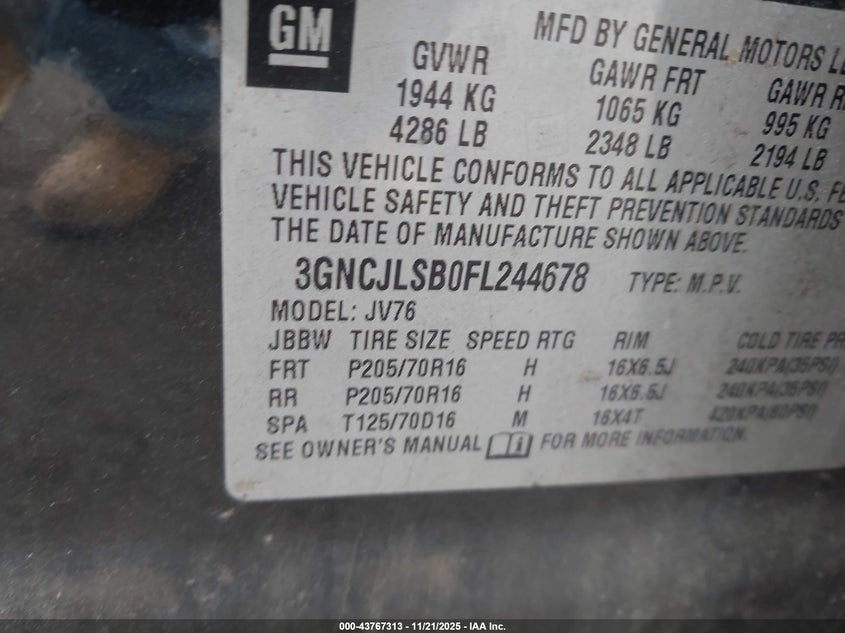 GM
MFD BY GENERAL MOTORS
GVWR GAWR FRT GAWR
1944 KG 1065 KG 995 KG
4286 LB 2348 LB 2194 LB
THIS VEHICLE CONFORMS TO ALL APPLICABLE U.S.
VEHICLE SAFETY AND THEFT PREVENTION STANDARDS
THE DATE OF MANUFACTURE SHOWN ABOVE.
3GNCJLSB0FL244678 TYPE: M.P.V.
MODEL: JV76
JBBW TIRE SIZE SPEED RTG RIM COLD TIRE
FRT P205/70R16 H 16X6.5J 240KPA(35PSI)
RR P205/70R16 H 16X6.5J 240KPA(35PSI)
SPA T125/70D16 M 16X4T 420KPA(60PSI)
SEE OWNER'S MANUAL FOR MORE INFORMATION.
000-43767313 - 11/21/2025 - IAA Inc.